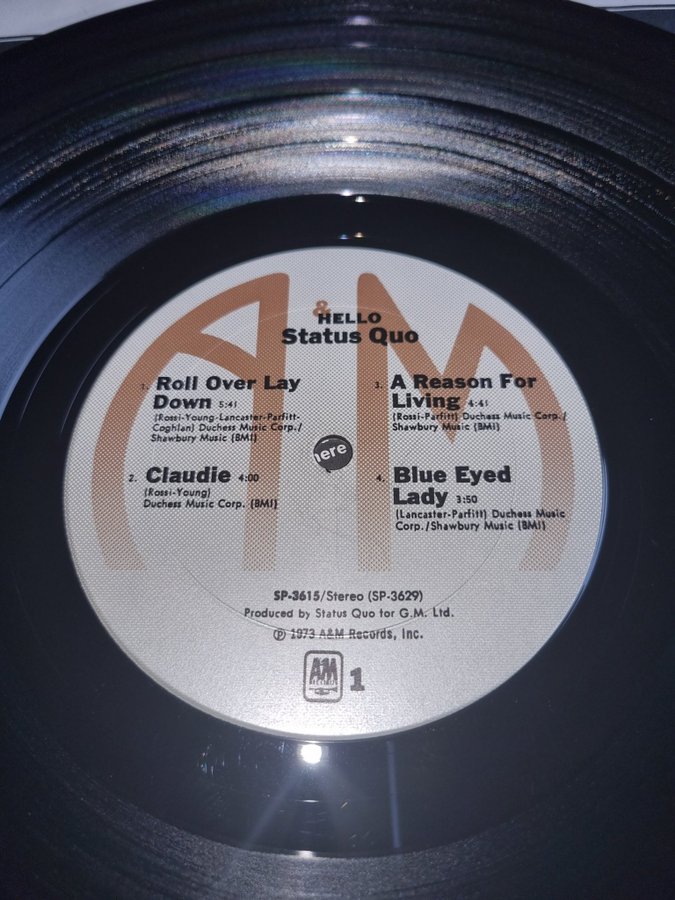 A&M
HELLO
Status Quo
1. Roll Over Lay
Down 5:41
(Rossi-Young-Lancaster-Parfitt-
Coghlan) Duchess Music Corp./
Shawbury Music (BMI)
2. Claudie 4:00
(Rossi-Young)
Duchess Music Corp. (BMI)
3. A Reason For
Living 4:41
(Rossi-Parfitt) Duchess Music Corp./
Shawbury Music (BMI)
4. Blue Eyed
Lady 3:50
(Lancaster-Parfitt) Duchess Music
Corp./Shawbury Music (BMI)
here
SP-3615/Stereo (SP-3629)
Produced by Status Quo for G.M. Ltd.
℗ 1973 A&M Records, Inc.
A&M
RECORDS
1